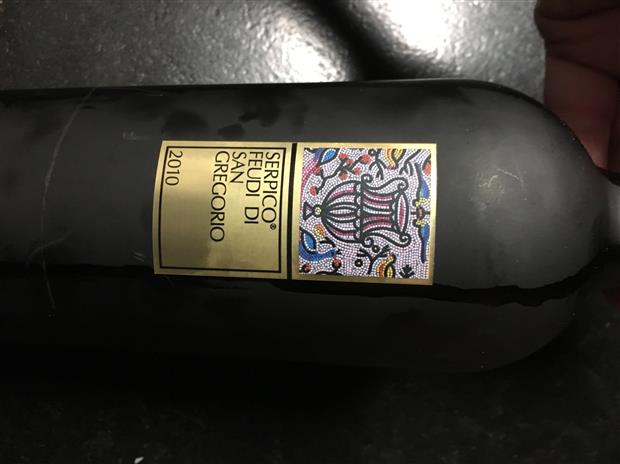 SERPICO®
FEUDI DI
SAN
GREGORIO
2010